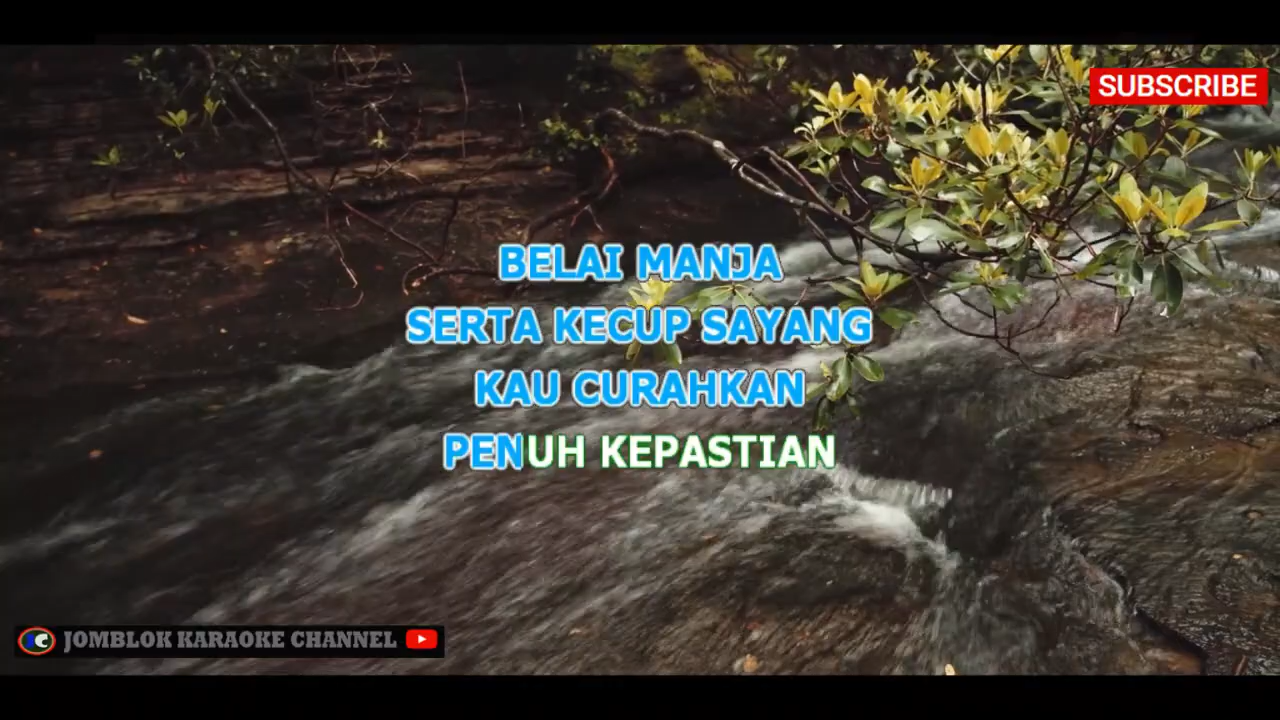 SUBSCRIBE
BELAI MANJA
SERTA KECUP SAYANG
KAU CURAHKAN
PENUH KEPASTIAN
JOMBLOK KARAOKE CHANNEL